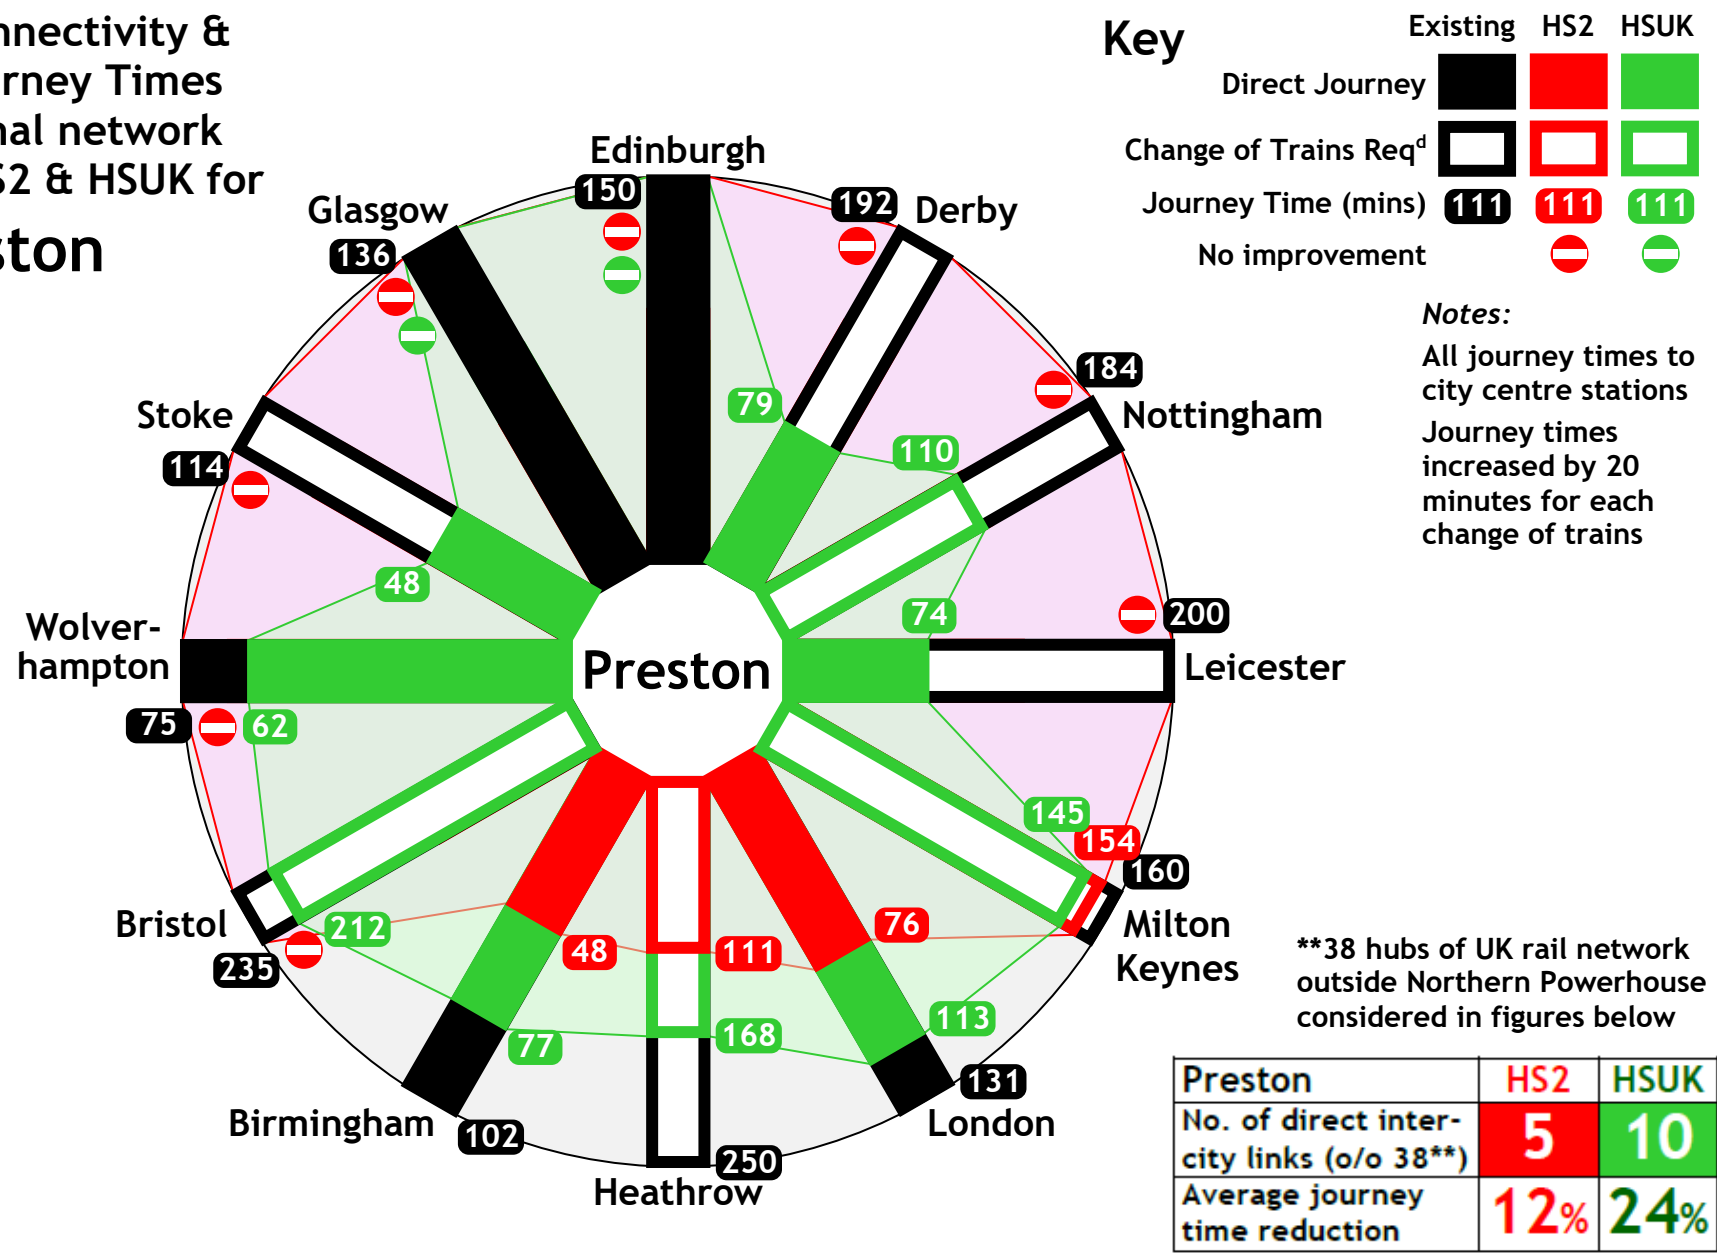 nnectivity &
rney Times
nal network
S2 & HSUK for
ston
Key
Existing HS2 HSUK
Direct Journey
Change of Trains Reqd
Journey Time (mins) 111 111 111
No improvement
Notes:
All journey times to
city centre stations
Journey times
increased by 20
minutes for each
change of trains
Edinburgh
150
Glasgow
136
192 Derby
79
184
Nottingham
110
Stoke
114
48
200
Leicester
74
Wolver-
hampton
75
62
Preston
145
154
160
Milton
Keynes
Bristol
212
235
48
111
76
77
168
113
Birmingham
102
250
Heathrow
131
London
**38 hubs of UK rail network
outside Northern Powerhouse
considered in figures below
Preston HS2 HSUK
No. of direct inter-
city links (o/o 38**) 5 10
Average journey
time reduction 12% 24%